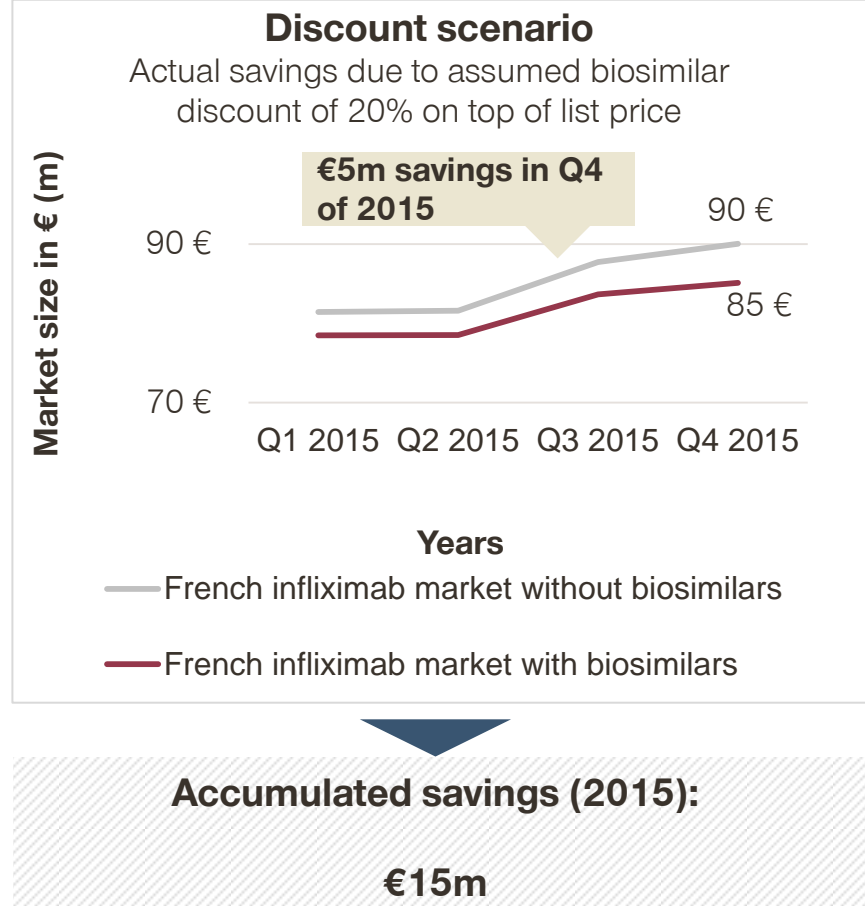 Discount scenario
Actual savings due to assumed biosimilar
discount of 20% on top of list price
Market size in € (m)
€5m savings in Q4
of 2015
90 €
90 €
85 €
70 €
Q1 2015 Q2 2015 Q3 2015 Q4 2015
Years
French infliximab market without biosimilars
French infliximab market with biosimilars
Accumulated savings (2015):
€15m